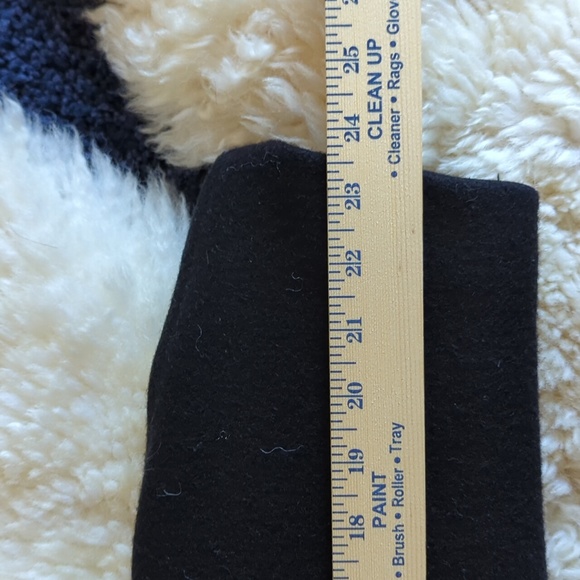 25
24
23
22
21
20
19
18
CLEAN UP
• Cleaner • Rags • Glov
PAINT
• Brush • Roller • Tray